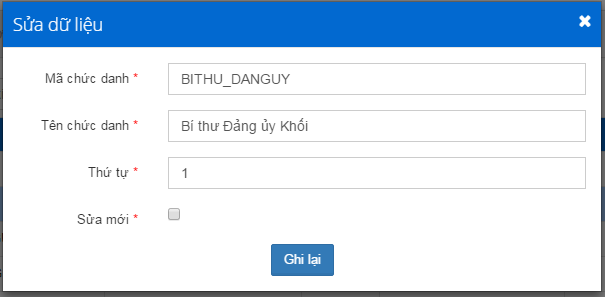 Sửa dữ liệu
Mã chức danh * BITHU_DANGUY
Tên chức danh * Bí thư Đảng ủy Khối
Thứ tự * 1
Sửa mới *
Ghi lại